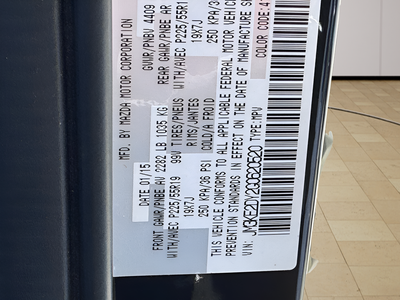 MFD. BY MAZDA MOTOR CORPORATION
DATE: 01/15 GVWR/PNBV 4409
FRONT GAWR/PNBE AV 2282 LB 1035 KG REAR GAWR/PNBE AR
WITH/AVEC P225/55R19 99V TIRES/PNEUS WITH/AVEC P225/55R1
19X7J RIMS/JANTES 19X7J
250 KPA/36 PSI COLD/A FROID 250 KPA/36
THIS VEHICLE CONFORMS TO ALL APPLICABLE FEDERAL MOTOR VEHIC
PREVENTION STANDARDS IN EFFECT ON THE DATE OF MANUFACTURE S
VIN: TYPE:MPV COLOR CODE:41